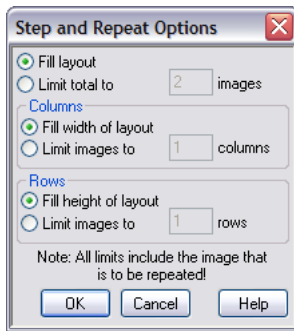 Step and Repeat Options
Fill layout
Limit total to 2 images
Columns
Fill width of layout
Limit images to 1 columns
Rows
Fill height of layout
Limit images to 1 rows
Note: All limits include the image that
is to be repeated!
OK Cancel Help